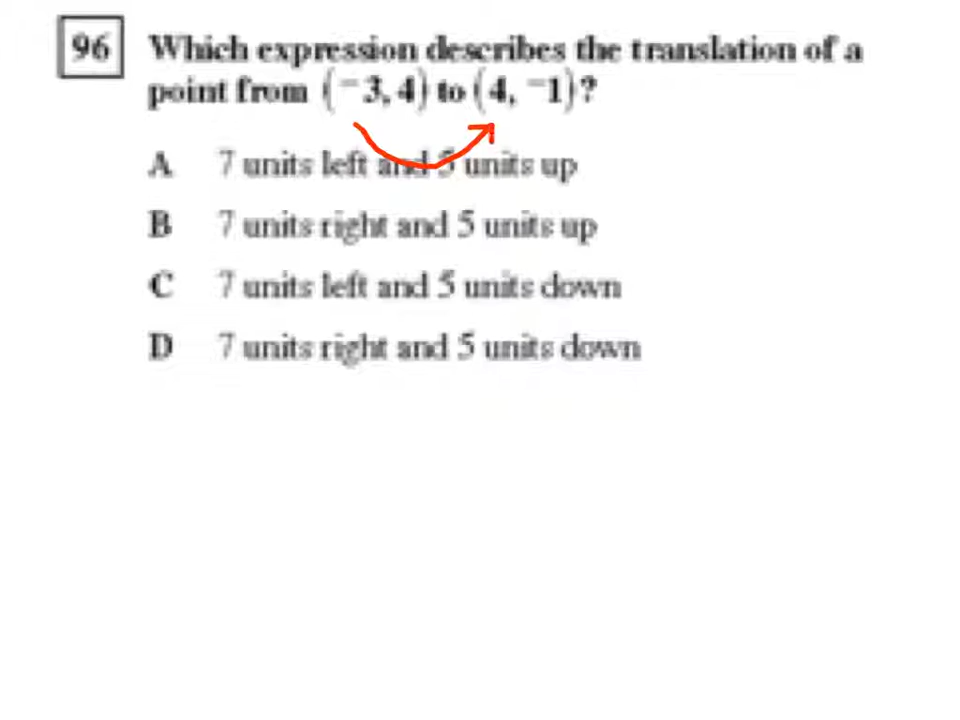 96 Which expression describes the translation of a
point from (⁻3, 4) to (4, ⁻1)?
A 7 units left and 5 units up
B 7 units right and 5 units up
C 7 units left and 5 units down
D 7 units right and 5 units down